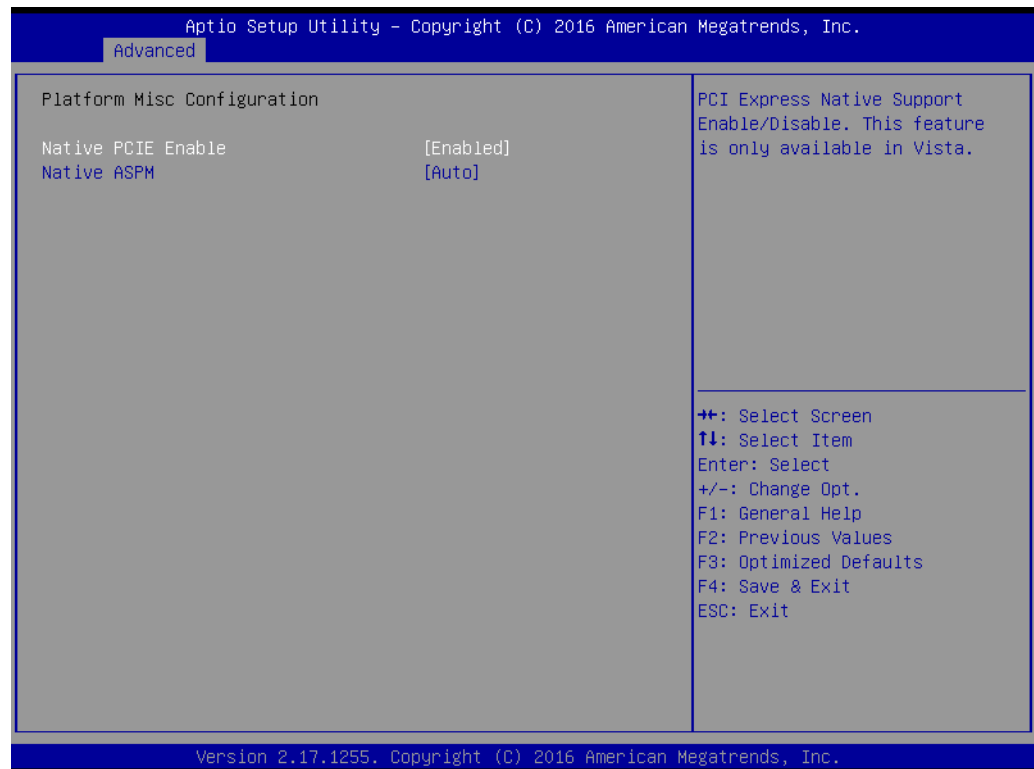 Aptio Setup Utility – Copyright (C) 2016 American Megatrends, Inc.
Advanced
Platform Misc Configuration
Native PCIE Enable [Enabled]
Native ASPM [Auto]
PCI Express Native Support
Enable/Disable. This feature
is only available in Vista.
→←: Select Screen
↑↓: Select Item
Enter: Select
+/-: Change Opt.
F1: General Help
F2: Previous Values
F3: Optimized Defaults
F4: Save & Exit
ESC: Exit
Version 2.17.1255. Copyright (C) 2016 American Megatrends, Inc.